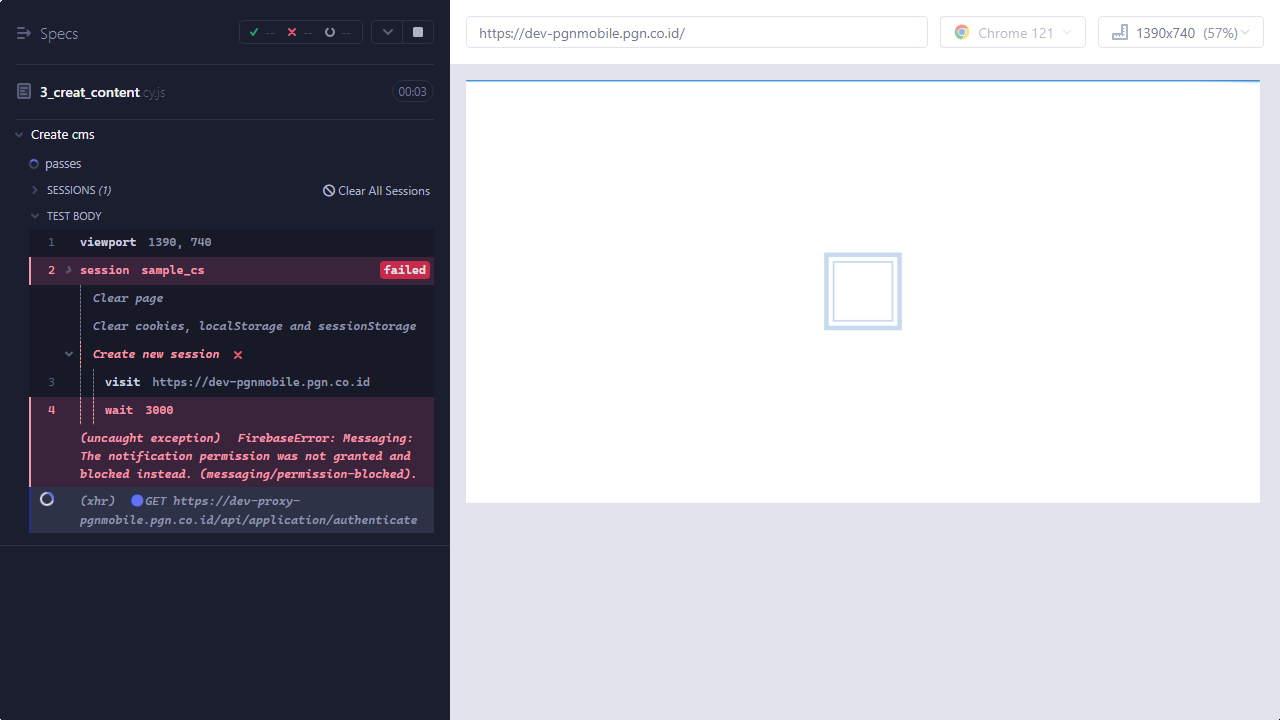 Specs
-- -- --
3_creat_content.cy.js 00:03
Create cms
passes
SESSIONS (1) Clear All Sessions
TEST BODY
1 viewport 1390, 740
2 session sample_cs failed
Clear page
Clear cookies, localStorage and sessionStorage
Create new session
3 visit https://dev-pgnmobile.pgn.co.id
4 wait 3000
(uncaught exception) FirebaseError: Messaging:
The notification permission was not granted and
blocked instead. (messaging/permission-blocked).
(xhr) GET https://dev-proxy-
pgnmobile.pgn.co.id/api/application/authenticate
https://dev-pgnmobile.pgn.co.id/
Chrome 121
1390x740 (57%)